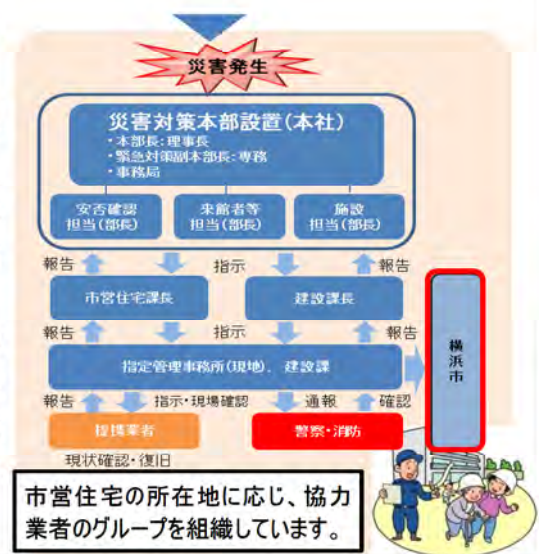 災害発生
災害対策本部設置(本社)
・本部長:理事長
・緊急対策副本部長:専務
・事務局
安否確認
担当(部長)
来館者等
担当(部長)
施設
担当(部長)
報告
指示
報告
市営住宅課長
建設課長
報告
指示
報告
横浜市
指定管理事務所(現地)、建設課
報告
指示・現場確認
通報
確認
提携業者
警察・消防
現状確認・復旧
市営住宅の所在地に応じ、協力
業者のグループを組織しています。